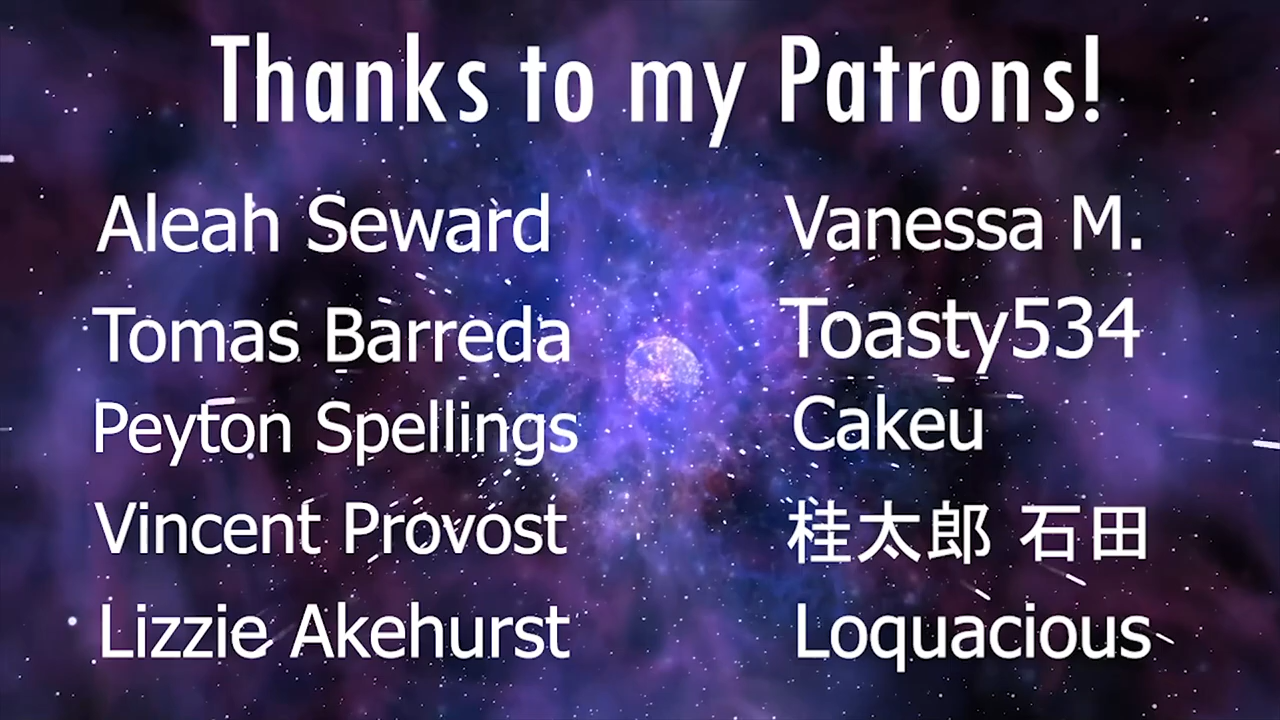 Thanks to my Patrons!
Aleah Seward
Tomas Barreda
Peyton Spellings
Vincent Provost
Lizzie Akehurst
Vanessa M.
Toasty534
Cakeu
桂太郎 石田
Loquacious